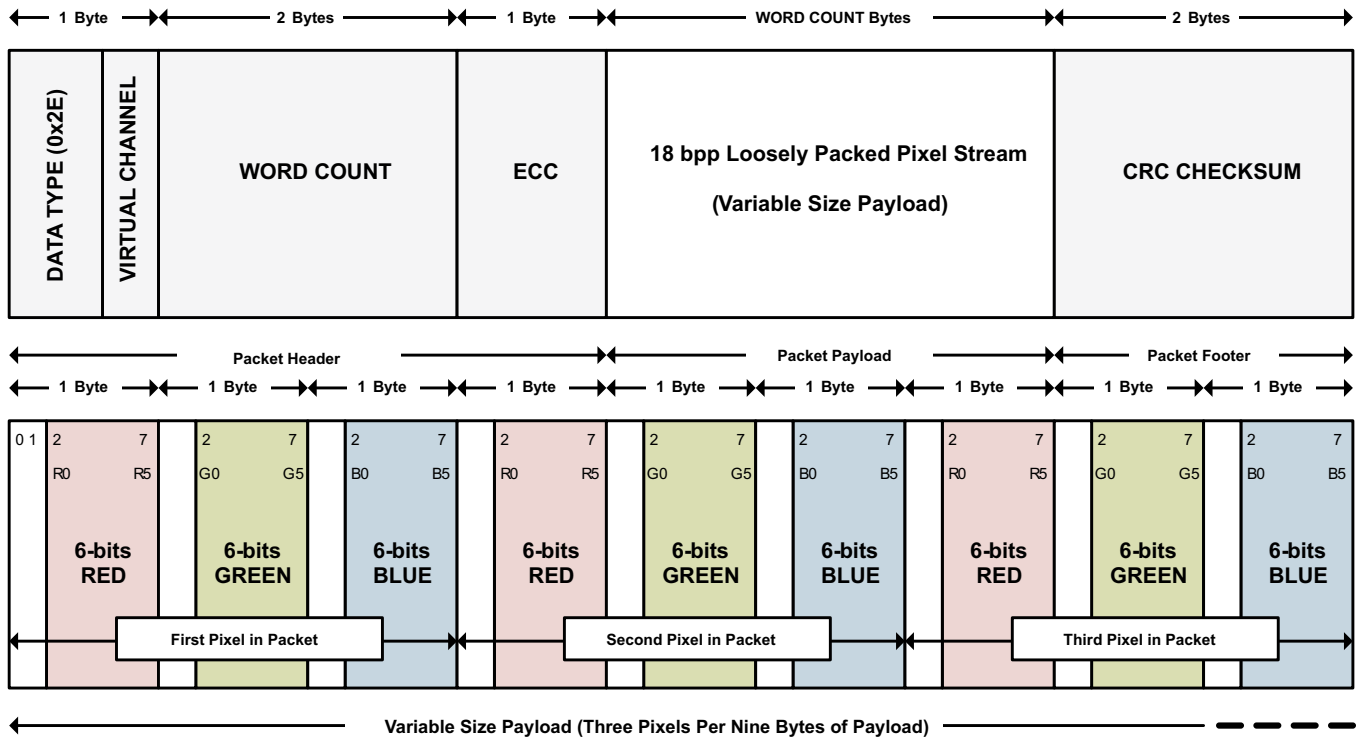 1 Byte 2 Bytes 1 Byte WORD COUNT Bytes 2 Bytes
DATA TYPE (0x2E)
VIRTUAL CHANNEL
WORD COUNT
ECC
18 bpp Loosely Packed Pixel Stream
(Variable Size Payload)
CRC CHECKSUM
Packet Header Packet Payload Packet Footer
1 Byte 1 Byte 1 Byte 1 Byte 1 Byte 1 Byte 1 Byte 1 Byte 1 Byte
0 1 2 7 2 7 2 7 2 7 2 7 2 7 2 7 2 7 2 7
R0 R5 G0 G5 B0 B5 R0 R5 G0 G5 B0 B5 R0 R5 G0 G5 B0 B5
6-bits 6-bits 6-bits 6-bits 6-bits 6-bits 6-bits 6-bits 6-bits
RED GREEN BLUE RED GREEN BLUE RED GREEN BLUE
First Pixel in Packet Second Pixel in Packet Third Pixel in Packet
Variable Size Payload (Three Pixels Per Nine Bytes of Payload)